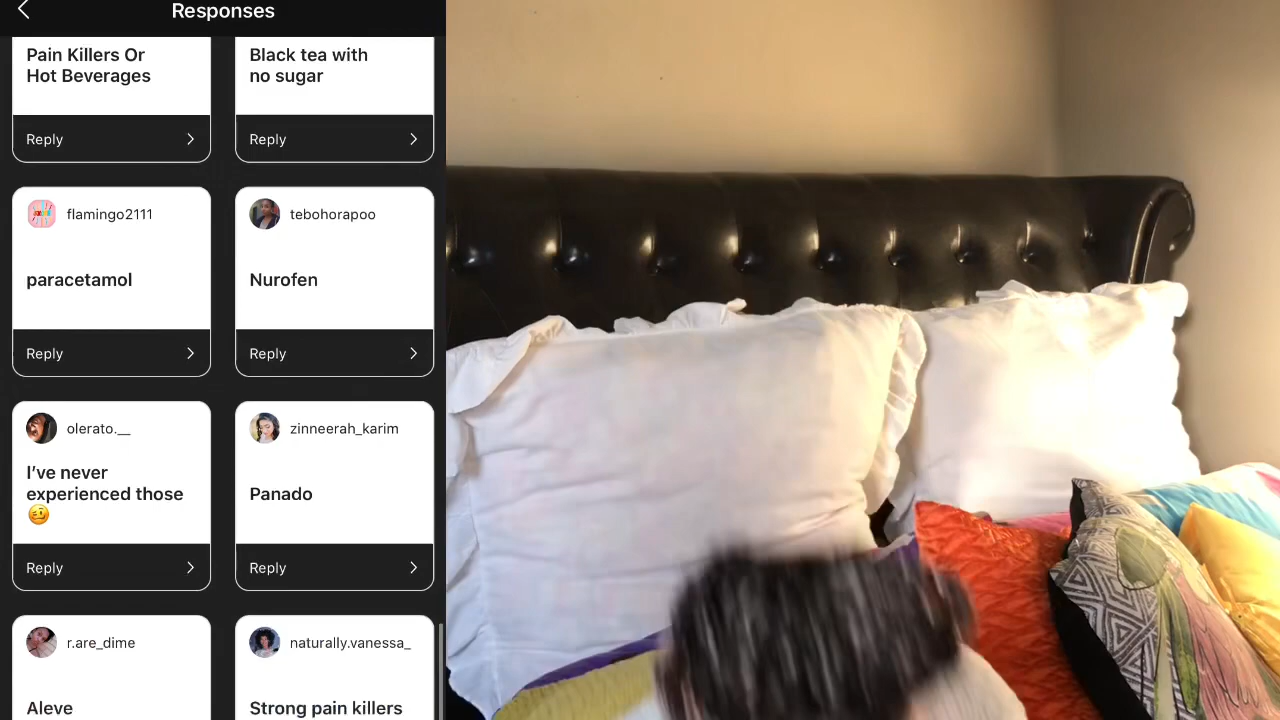 Responses
Pain Killers Or
Hot Beverages
Reply
Black tea with
no sugar
Reply
flamingo2111
paracetamol
Reply
tebohorapoo
Nurofen
Reply
olerato.__
I've never
experienced those
🥴
Reply
zinneerah_karim
Panado
Reply
r.are_dime
Aleve
naturally.vanessa_
Strong pain killers